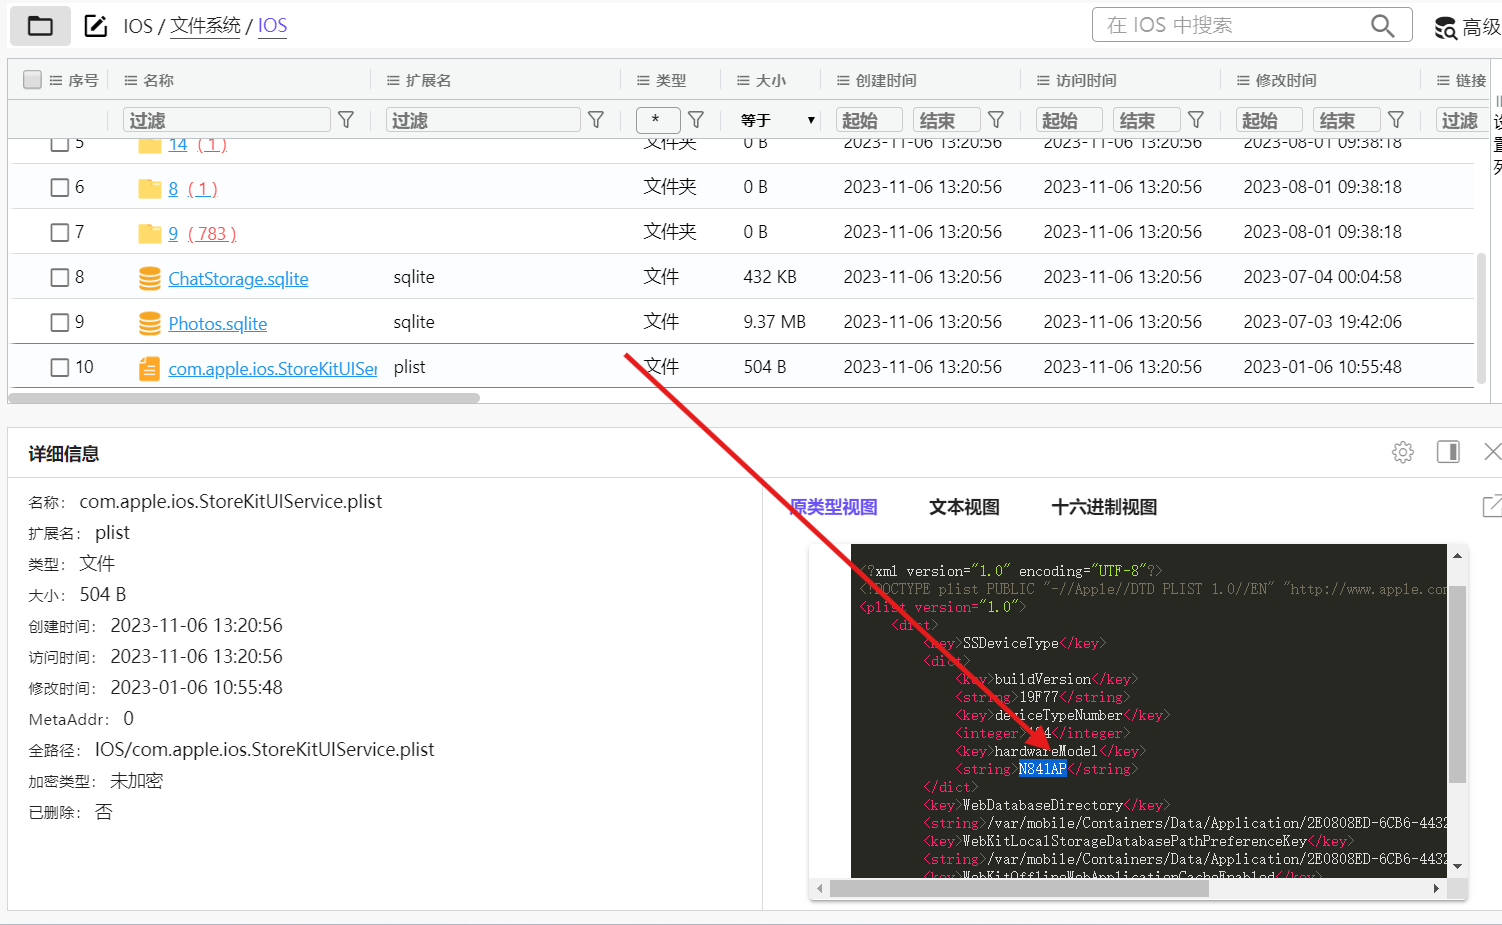 IOS / 文件系统 / IOS
在 IOS 中搜索
高级
序号 名称 扩展名 类型 大小 创建时间 访问时间 修改时间 链接
过滤 过滤 * 等于 起始 结束 起始 结束 起始 结束 过滤
设
置
列
5 14 ( 1 ) 文件夹 0 B 2023-11-06 13:20:56 2023-11-06 13:20:56 2023-08-01 09:38:18
6 8 ( 1 ) 文件夹 0 B 2023-11-06 13:20:56 2023-11-06 13:20:56 2023-08-01 09:38:18
7 9 ( 783 ) 文件夹 0 B 2023-11-06 13:20:56 2023-11-06 13:20:56 2023-08-01 09:38:18
8 ChatStorage.sqlite sqlite 文件 432 KB 2023-11-06 13:20:56 2023-11-06 13:20:56 2023-07-04 00:04:58
9 Photos.sqlite sqlite 文件 9.37 MB 2023-11-06 13:20:56 2023-11-06 13:20:56 2023-07-03 19:42:06
10 com.apple.ios.StoreKitUISer plist 文件 504 B 2023-11-06 13:20:56 2023-11-06 13:20:56 2023-01-06 10:55:48
详细信息
名称： com.apple.ios.StoreKitUIService.plist
扩展名： plist
类型： 文件
大小： 504 B
创建时间： 2023-11-06 13:20:56
访问时间： 2023-11-06 13:20:56
修改时间： 2023-01-06 10:55:48
MetaAddr： 0
全路径： IOS/com.apple.ios.StoreKitUIService.plist
加密类型： 未加密
已删除： 否
原类型视图 文本视图 十六进制视图
<?xml version="1.0" encoding="UTF-8"?>
<!DOCTYPE plist PUBLIC "-//Apple//DTD PLIST 1.0//EN" "http://www.apple.com
<plist version="1.0">
<dict>
<key>SSDeviceType</key>
<dict>
<key>buildVersion</key>
<string>19F77</string>
<key>deviceTypeNumber</key>
<integer></integer>
<key>hardwareModel</key>
<string>N841AP</string>
</dict>
<key>WebDatabaseDirectory</key>
<string>/var/mobile/Containers/Data/Application/2E0808ED-6CB6-4432
<key>WebKitLocalStorageDatabasePathPreferenceKey</key>
<string>/var/mobile/Containers/Data/Application/2E0808ED-6CB6-4432
<key>WebKitOfflineWebApplicationCacheEnabled</key>